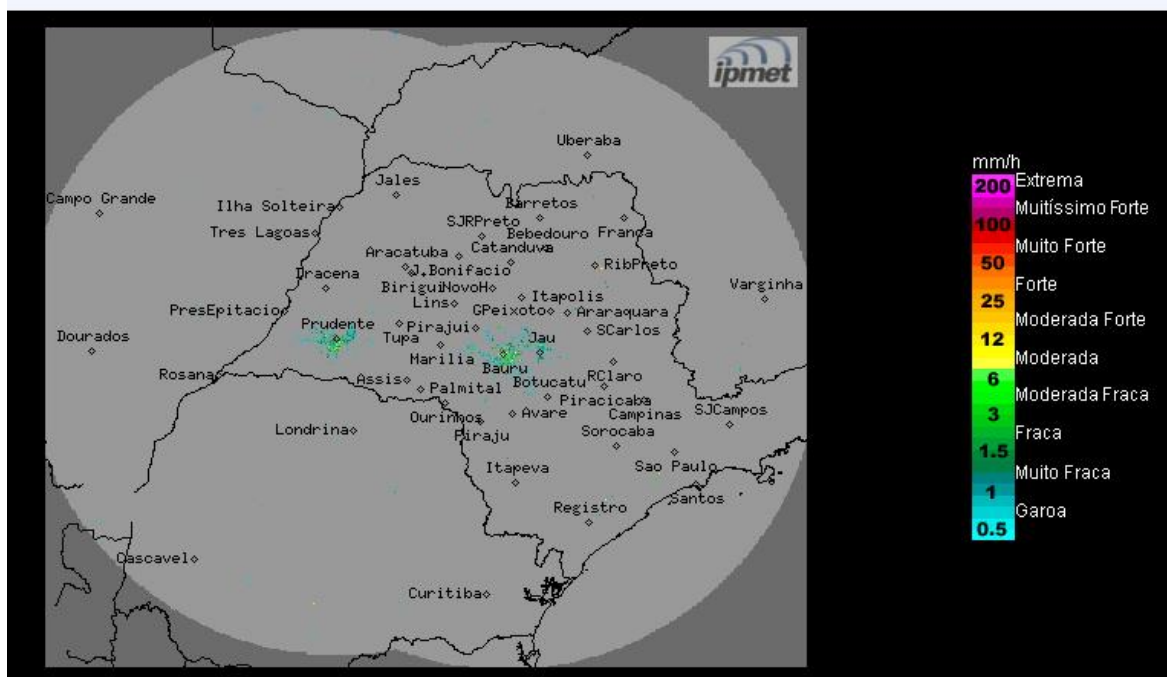 ipmet
Uberaba
Jales
Campo Grande
Ilha Solteira
Barretos
SJRPreto
Tres Lagoas
Bebedouro Franca
Aracatuba
Catanduva
J.Bonifacio
RibPreto
Dracena
Birigui
NovoH
Varginha
Lins
Itapolis
PresEpitacio
GPeixoto
Araraquara
Prudente
Pirajui
SCarlos
Dourados
Tupa
Jau
Marilia
Bauru
Rosana
Assis
Botucatu
RClaro
Palmital
Piracicaba
SJCampos
Ourinhos
Avare
Campinas
Londrina
Piraju
Sorocaba
Itapeva
Sao Paulo
Santos
Registro
Cascavel
Curitiba
mm/h
200 Extrema
Muitíssimo Forte
100
Muito Forte
50
Forte
25
Moderada Forte
12
Moderada
6
Moderada Fraca
3
Fraca
1.5
Muito Fraca
1
Garoa
0.5